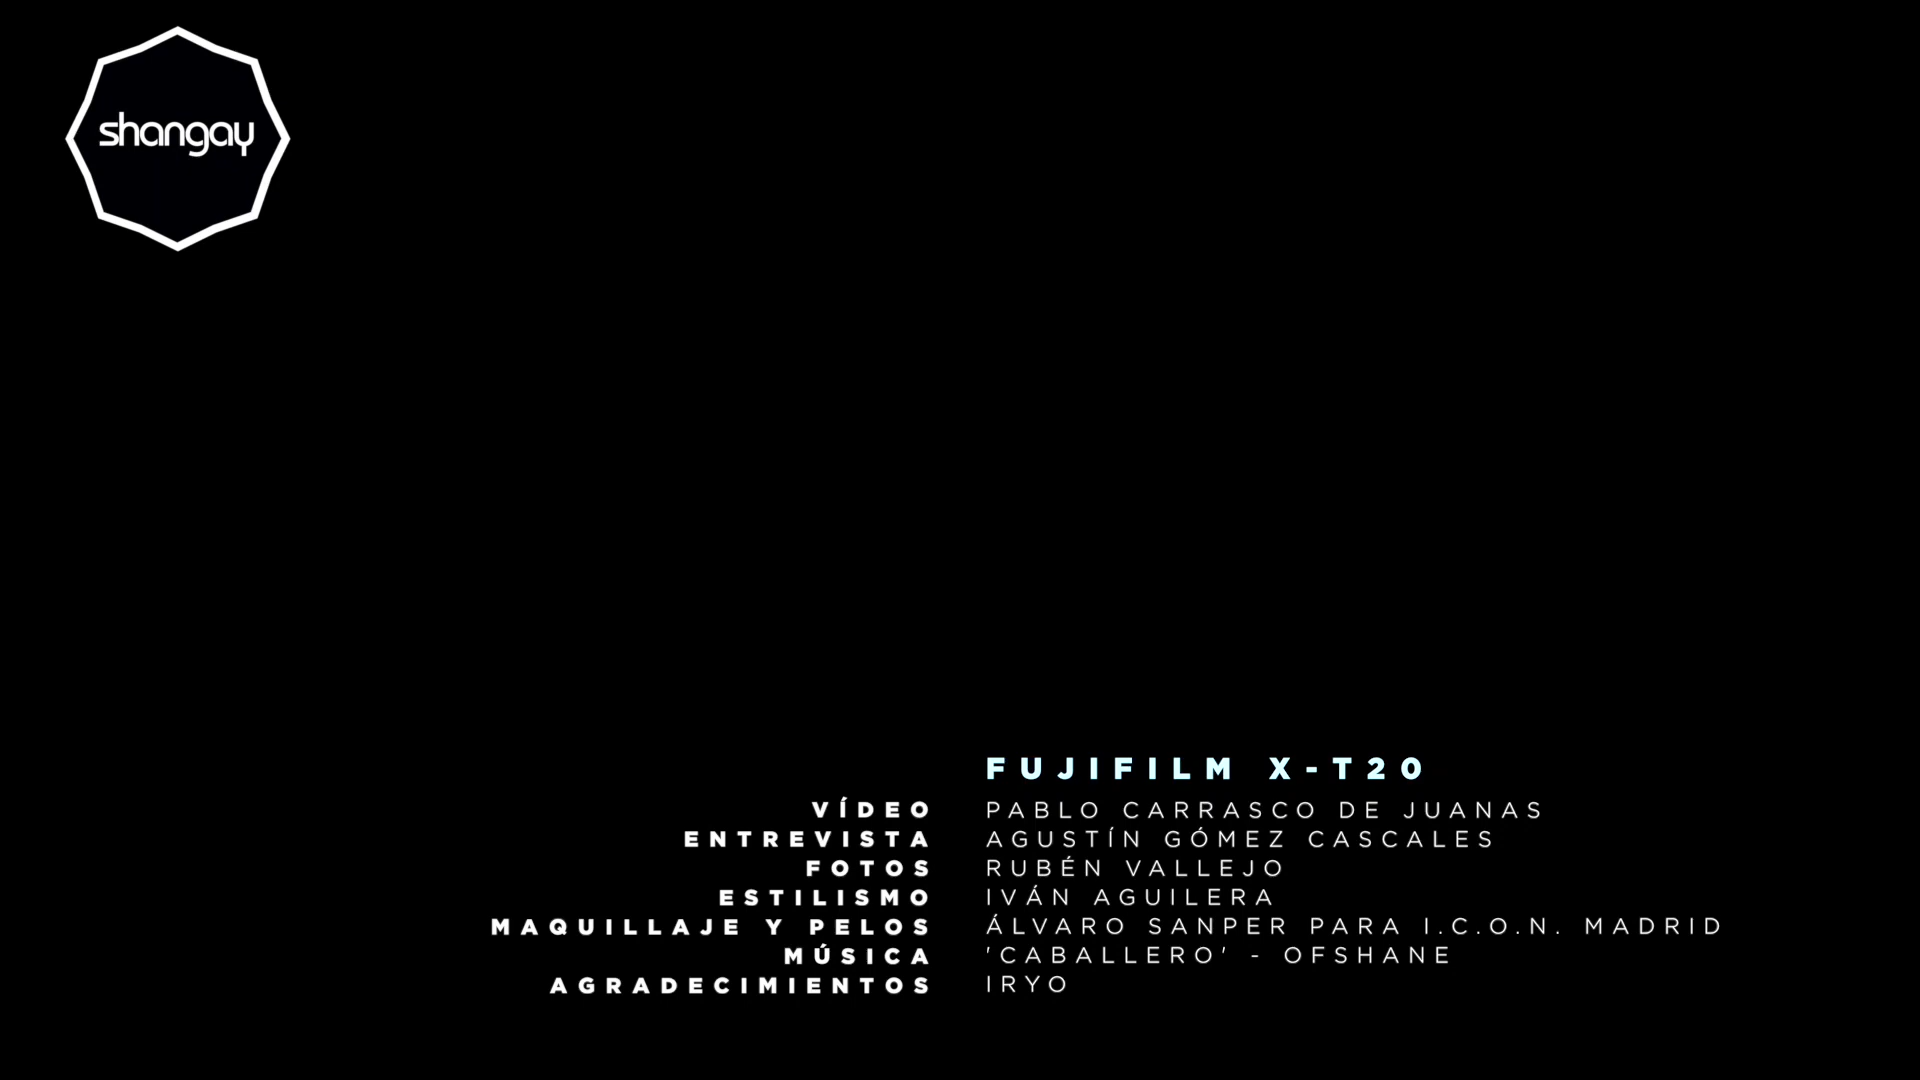 shangay
FUJIFILM X-T20
VÍDEO PABLO CARRASCO DE JUANAS
ENTREVISTA AGUSTÍN GÓMEZ CASCALES
FOTOS RUBÉN VALLEJO
ESTILISMO IVÁN AGUILERA
MAQUILLAJE Y PELOS ÁLVARO SANPER PARA I.C.O.N. MADRID
MÚSICA 'CABALLERO' - OFSHANE
AGRADECIMIENTOS IRYO